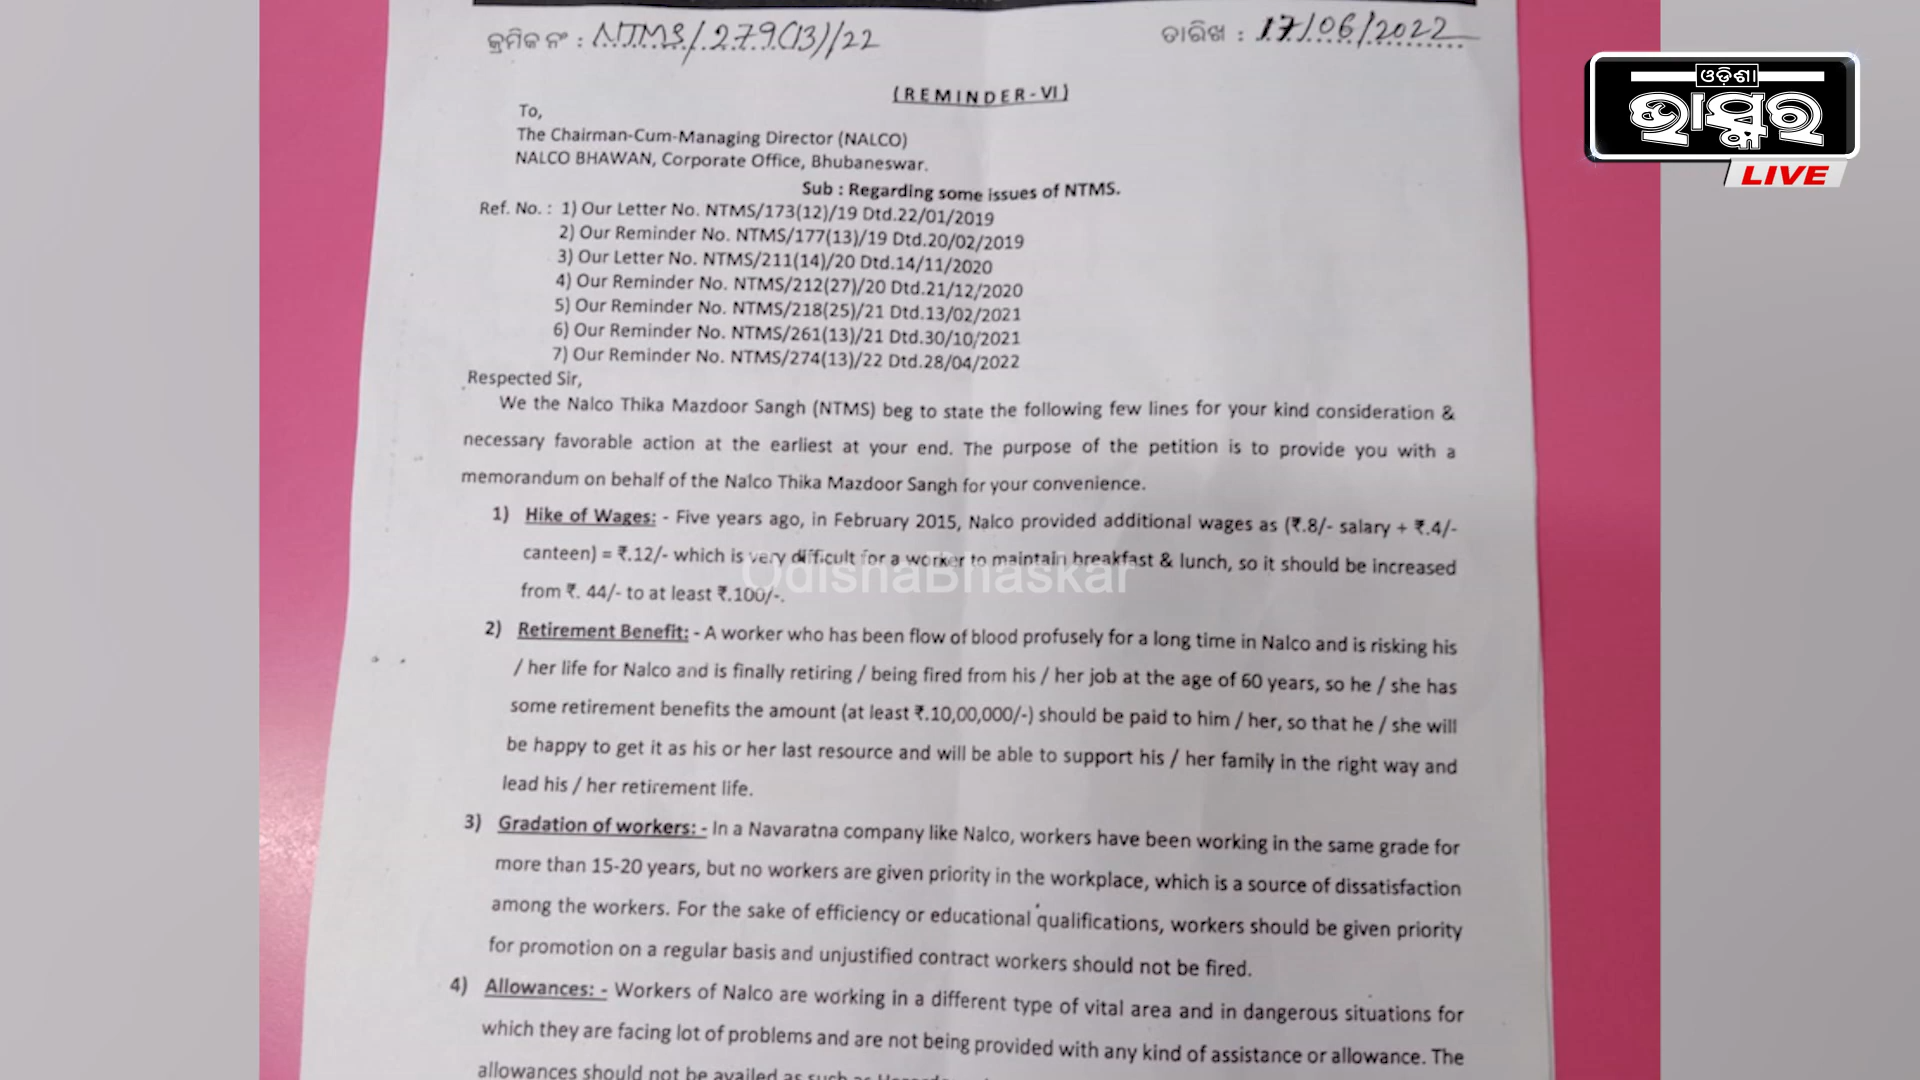 କ୍ରମିକ ନଂ : NTMS/279(13)/22
ତାରିଖ : 17/06/2022
ଓଡ଼ିଶା
ଭାସ୍କର
LIVE
(REMINDER-VI)
To,
The Chairman-Cum-Managing Director (NALCO)
NALCO BHAWAN, Corporate Office, Bhubaneswar.
Sub : Regarding some issues of NTMS.
Ref. No. : 1) Our Letter No. NTMS/173(12)/19 Dtd.22/01/2019
2) Our Reminder No. NTMS/177(13)/19 Dtd.20/02/2019
3) Our Letter No. NTMS/211(14)/20 Dtd.14/11/2020
4) Our Reminder No. NTMS/212(27)/20 Dtd.21/12/2020
5) Our Reminder No. NTMS/218(25)/21 Dtd.13/02/2021
6) Our Reminder No. NTMS/261(13)/21 Dtd.30/10/2021
7) Our Reminder No. NTMS/274(13)/22 Dtd.28/04/2022
Respected Sir,
We the Nalco Thika Mazdoor Sangh (NTMS) beg to state the following few lines for your kind consideration &
necessary favorable action at the earliest at your end. The purpose of the petition is to provide you with a
memorandum on behalf of the Nalco Thika Mazdoor Sangh for your convenience.
1) Hike of Wages: - Five years ago, in February 2015, Nalco provided additional wages as (₹.8/- salary + ₹.4/-
canteen) = ₹.12/- which is very difficult for a worker to maintain breakfast & lunch, so it should be increased
OdishaBhaskar
from ₹. 44/- to at least ₹.100/-.
2) Retirement Benefit: - A worker who has been flow of blood profusely for a long time in Nalco and is risking his
/ her life for Nalco and is finally retiring / being fired from his / her job at the age of 60 years, so he / she has
some retirement benefits the amount (at least ₹.10,00,000/-) should be paid to him / her, so that he / she will
be happy to get it as his or her last resource and will be able to support his / her family in the right way and
lead his / her retirement life.
3) Gradation of workers: - In a Navaratna company like Nalco, workers have been working in the same grade for
more than 15-20 years, but no workers are given priority in the workplace, which is a source of dissatisfaction
among the workers. For the sake of efficiency or educational qualifications, workers should be given priority
for promotion on a regular basis and unjustified contract workers should not be fired.
4) Allowances: - Workers of Nalco are working in a different type of vital area and in dangerous situations for
which they are facing lot of problems and are not being provided with any kind of assistance or allowance. The
allowances should not be availed as such as